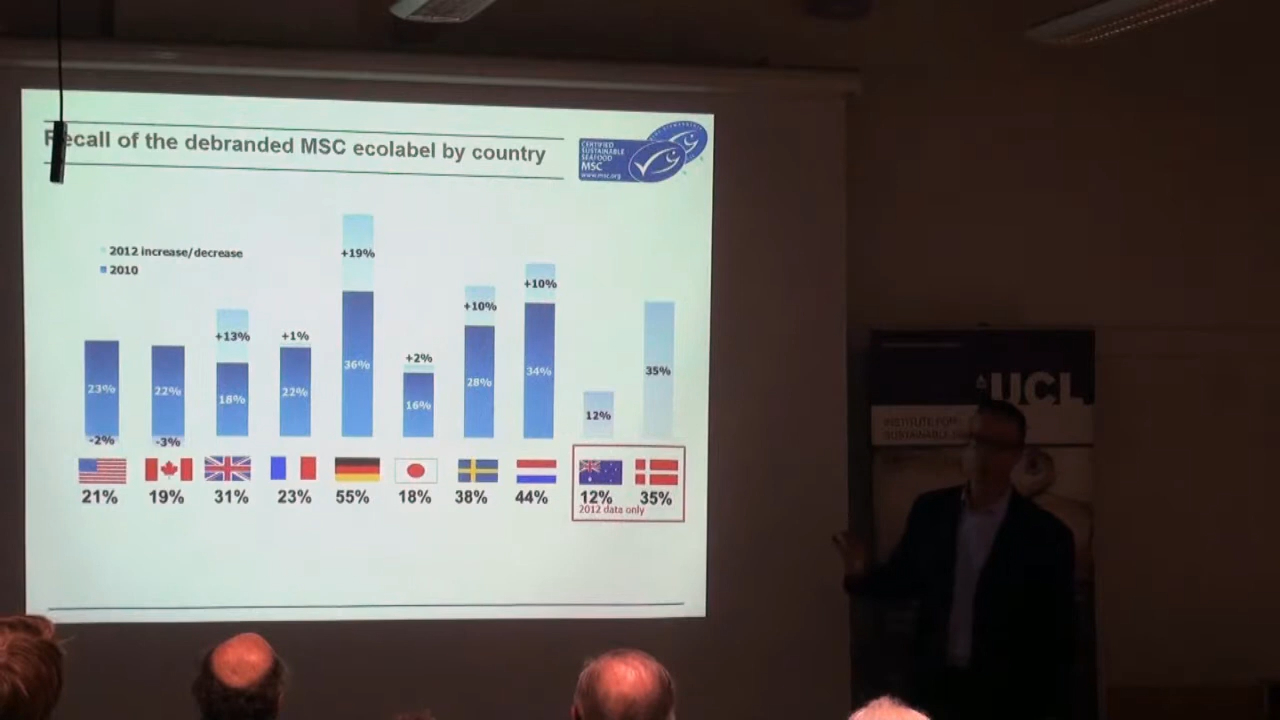 Recall of the debranded MSC ecolabel by country
CERTIFIED
SUSTAINABLE
SEAFOOD
MSC
www.msc.org
2012 increase/decrease
2010
+19%
+13%
+1%
+2%
+10%
+10%
23%
22%
18%
22%
36%
16%
28%
34%
12%
35%
-2%
-3%
21% 19% 31% 23% 55% 18% 38% 44% 12% 35%
2012 data only
UCL
INSTITUTE FOR
SUSTAINABLE